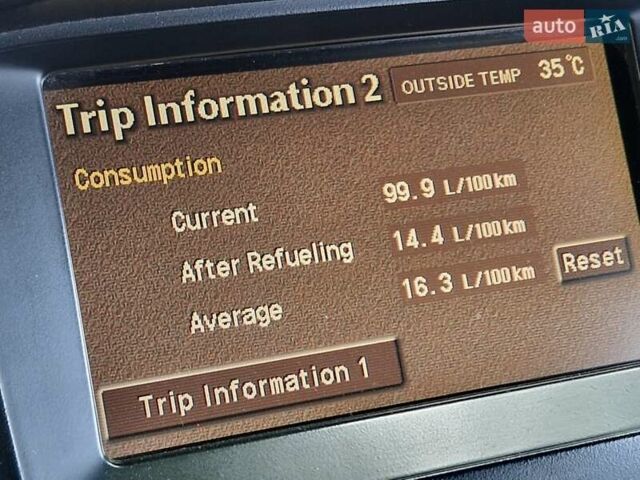 auto RIA.com
Trip Information 2
OUTSIDE TEMP 35°C
Consumption
Current 99.9 L/100km
After Refueling 14.4 L/100km
Average 16.3 L/100km
Reset
Trip Information 1